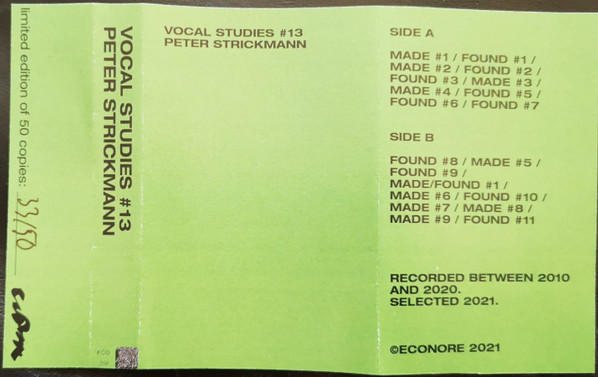 limited edition of 50 copies: 33/50
VOCAL STUDIES #13
PETER STRICKMANN
VOCAL STUDIES #13
PETER STRICKMANN
SIDE A
MADE #1 / FOUND #1 /
MADE #2 / FOUND #2 /
FOUND #3 / MADE #3 /
MADE #4 / FOUND #5 /
FOUND #6 / FOUND #7
SIDE B
FOUND #8 / MADE #5 /
FOUND #9 /
MADE/FOUND #1 /
MADE #6 / FOUND #10 /
MADE #7 / MADE #8 /
MADE #9 / FOUND #11
RECORDED BETWEEN 2010
AND 2020.
SELECTED 2021.
©ECONORE 2021